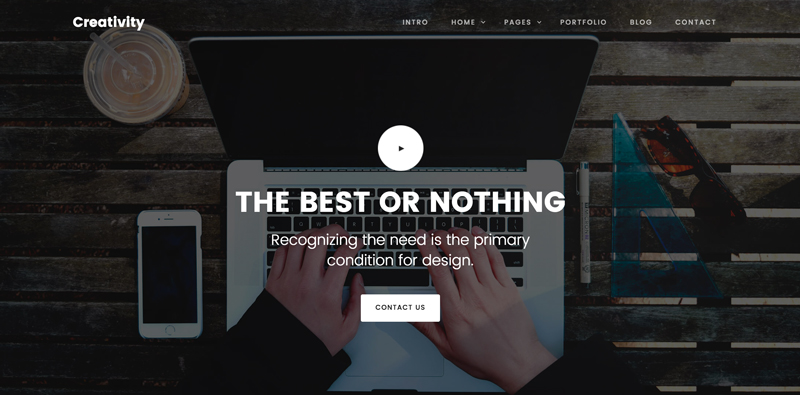 Creativity
INTRO
HOME
PAGES
PORTFOLIO
BLOG
CONTACT
THE BEST OR NOTHING
Recognizing the need is the primary
condition for design.
CONTACT US